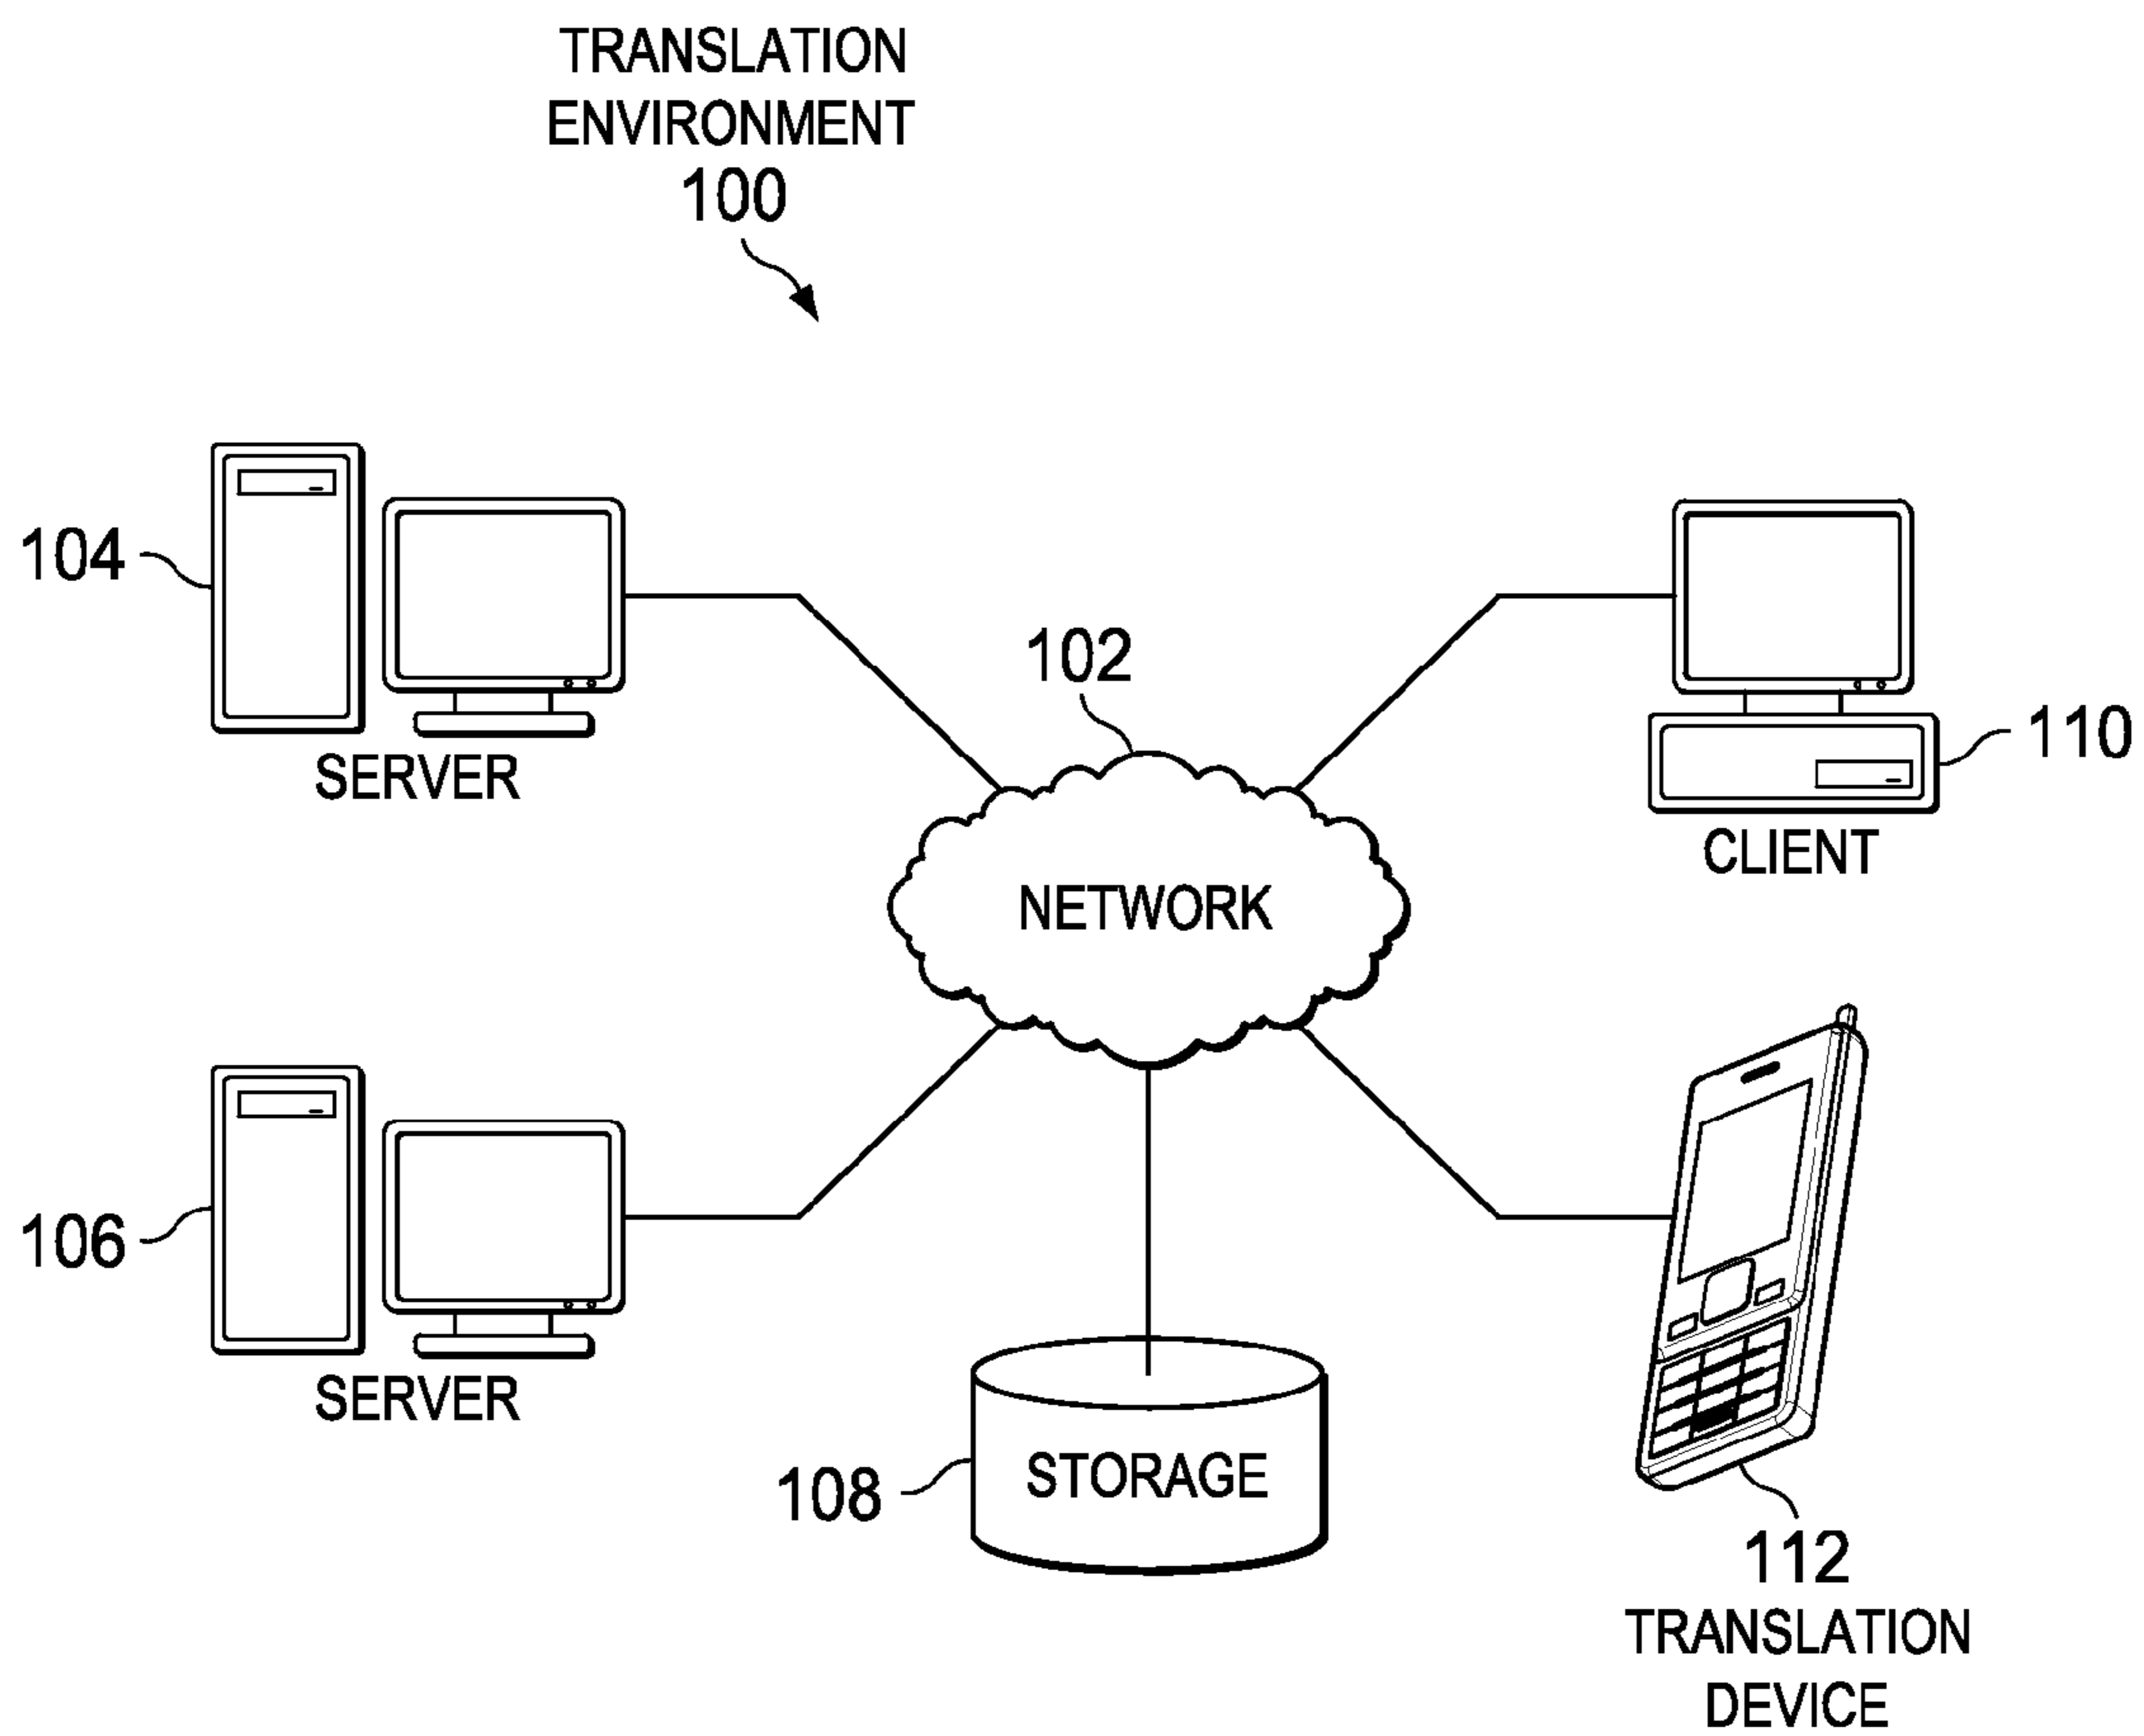 TRANSLATION
ENVIRONMENT
100
104
SERVER
102
110
CLIENT
NETWORK
106
SERVER
108
STORAGE
112
TRANSLATION
DEVICE